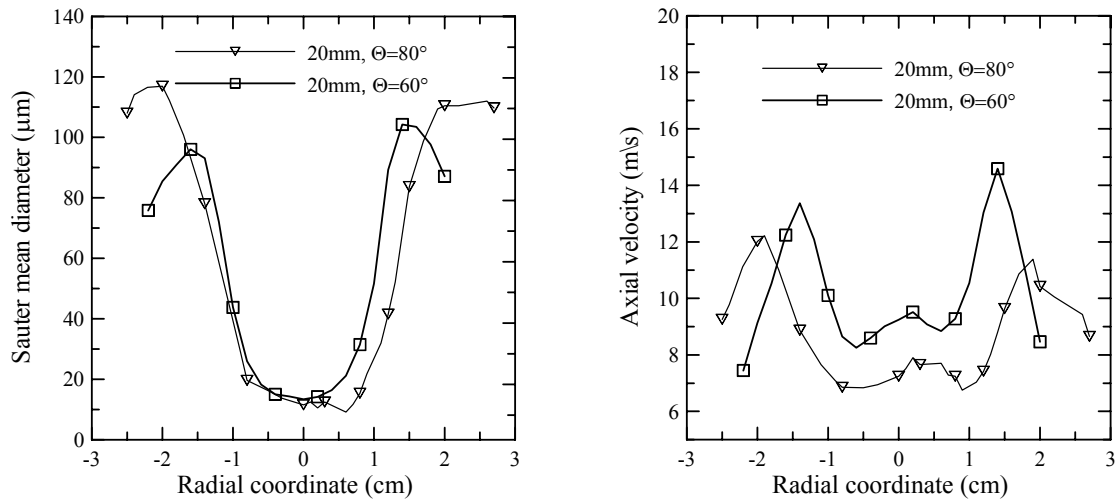 140
120
100
80
60
40
20
0
Sauter mean diameter (µm)
20mm, Θ=80°
20mm, Θ=60°
-3 -2 -1 0 1 2 3
Radial coordinate (cm)
20
18
16
14
12
10
8
6
4
Axial velocity (m\s)
20mm, Θ=80°
20mm, Θ=60°
-3 -2 -1 0 1 2 3
Radial coordinate (cm)